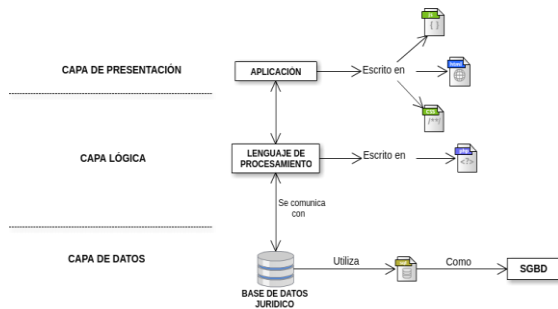 CAPA DE PRESENTACIÓN
APLICACIÓN
Escrito en
html
CAPA LÓGICA
LENGUAJE DE
PROCESAMIENTO
Escrito en
Se comunica
con
CAPA DE DATOS
BASE DE DATOS
JURIDICO
Utiliza
Como
SGBD